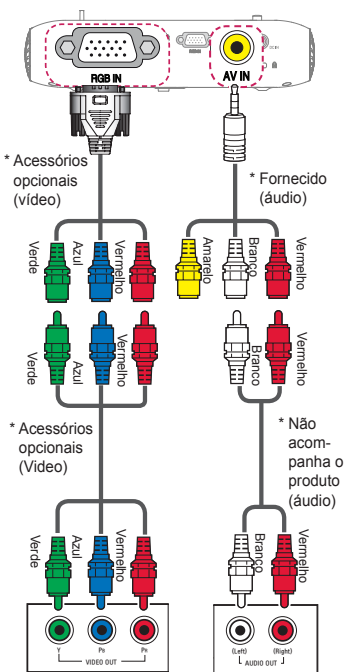 RGB IN
AV IN
* Acessórios
opcionais
(vídeo)
* Fornecido
(áudio)
Verde
Azul
Vermelho
Amarelo
Branco
Vermelho
Verde
Azul
Vermelho
Branco
Vermelho
* Acessórios
opcionais
(Video)
* Não
acom-
panha o
produto
(áudio)
Verde
Azul
Vermelho
Branco
Vermelho
Y
PB
PR
VIDEO OUT
(Left)
(Right)
AUDIO OUT